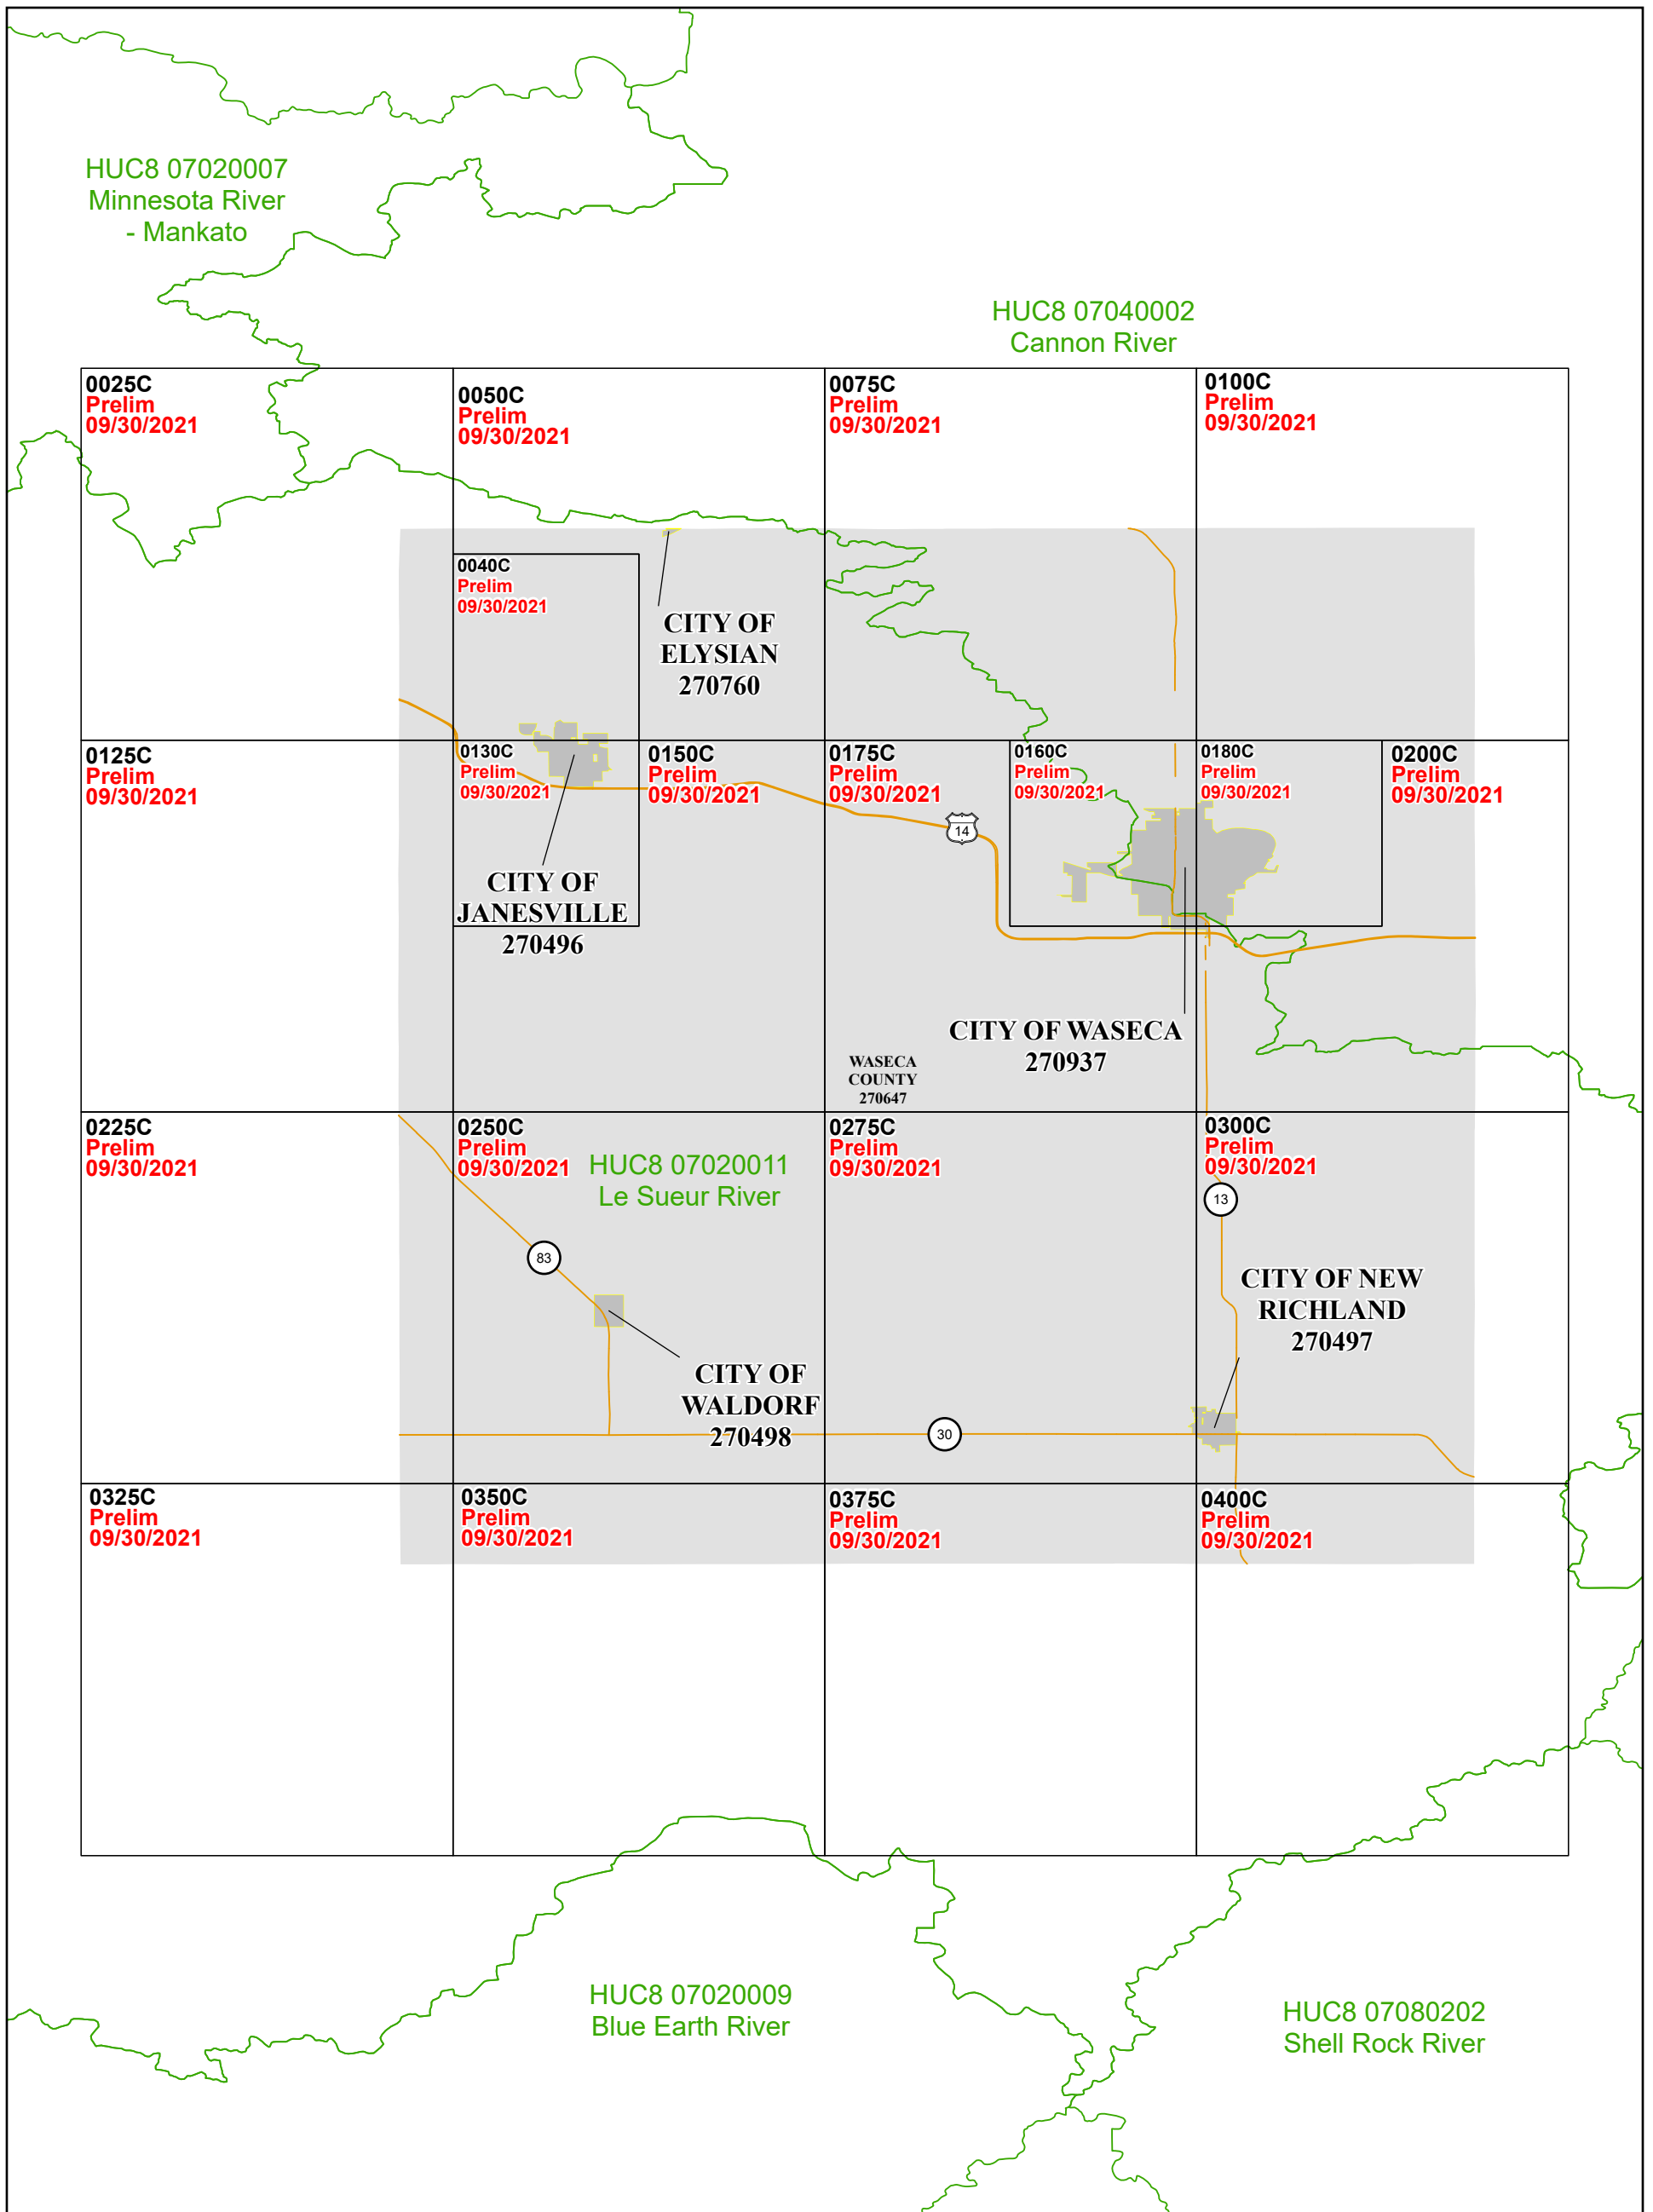 HUC8 07020007
Minnesota River
- Mankato
HUC8 07040002
Cannon River
0025C
Prelim
09/30/2021
0050C
Prelim
09/30/2021
0075C
Prelim
09/30/2021
0100C
Prelim
09/30/2021
0040C
Prelim
09/30/2021
CITY OF
ELYSIAN
270760
0125C
Prelim
09/30/2021
0130C
Prelim
09/30/2021
0150C
Prelim
09/30/2021
0175C
Prelim
09/30/2021
0160C
Prelim
09/30/2021
0180C
Prelim
09/30/2021
0200C
Prelim
09/30/2021
14
CITY OF
JANESVILLE
270496
CITY OF WASECA
270937
WASECA
COUNTY
270647
0225C
Prelim
09/30/2021
0250C
Prelim
09/30/2021
HUC8 07020011
Le Sueur River
0275C
Prelim
09/30/2021
0300C
Prelim
09/30/2021
13
83
CITY OF NEW
RICHLAND
270497
CITY OF
WALDORF
270498
30
0325C
Prelim
09/30/2021
0350C
Prelim
09/30/2021
0375C
Prelim
09/30/2021
0400C
Prelim
09/30/2021
HUC8 07020009
Blue Earth River
HUC8 07080202
Shell Rock River